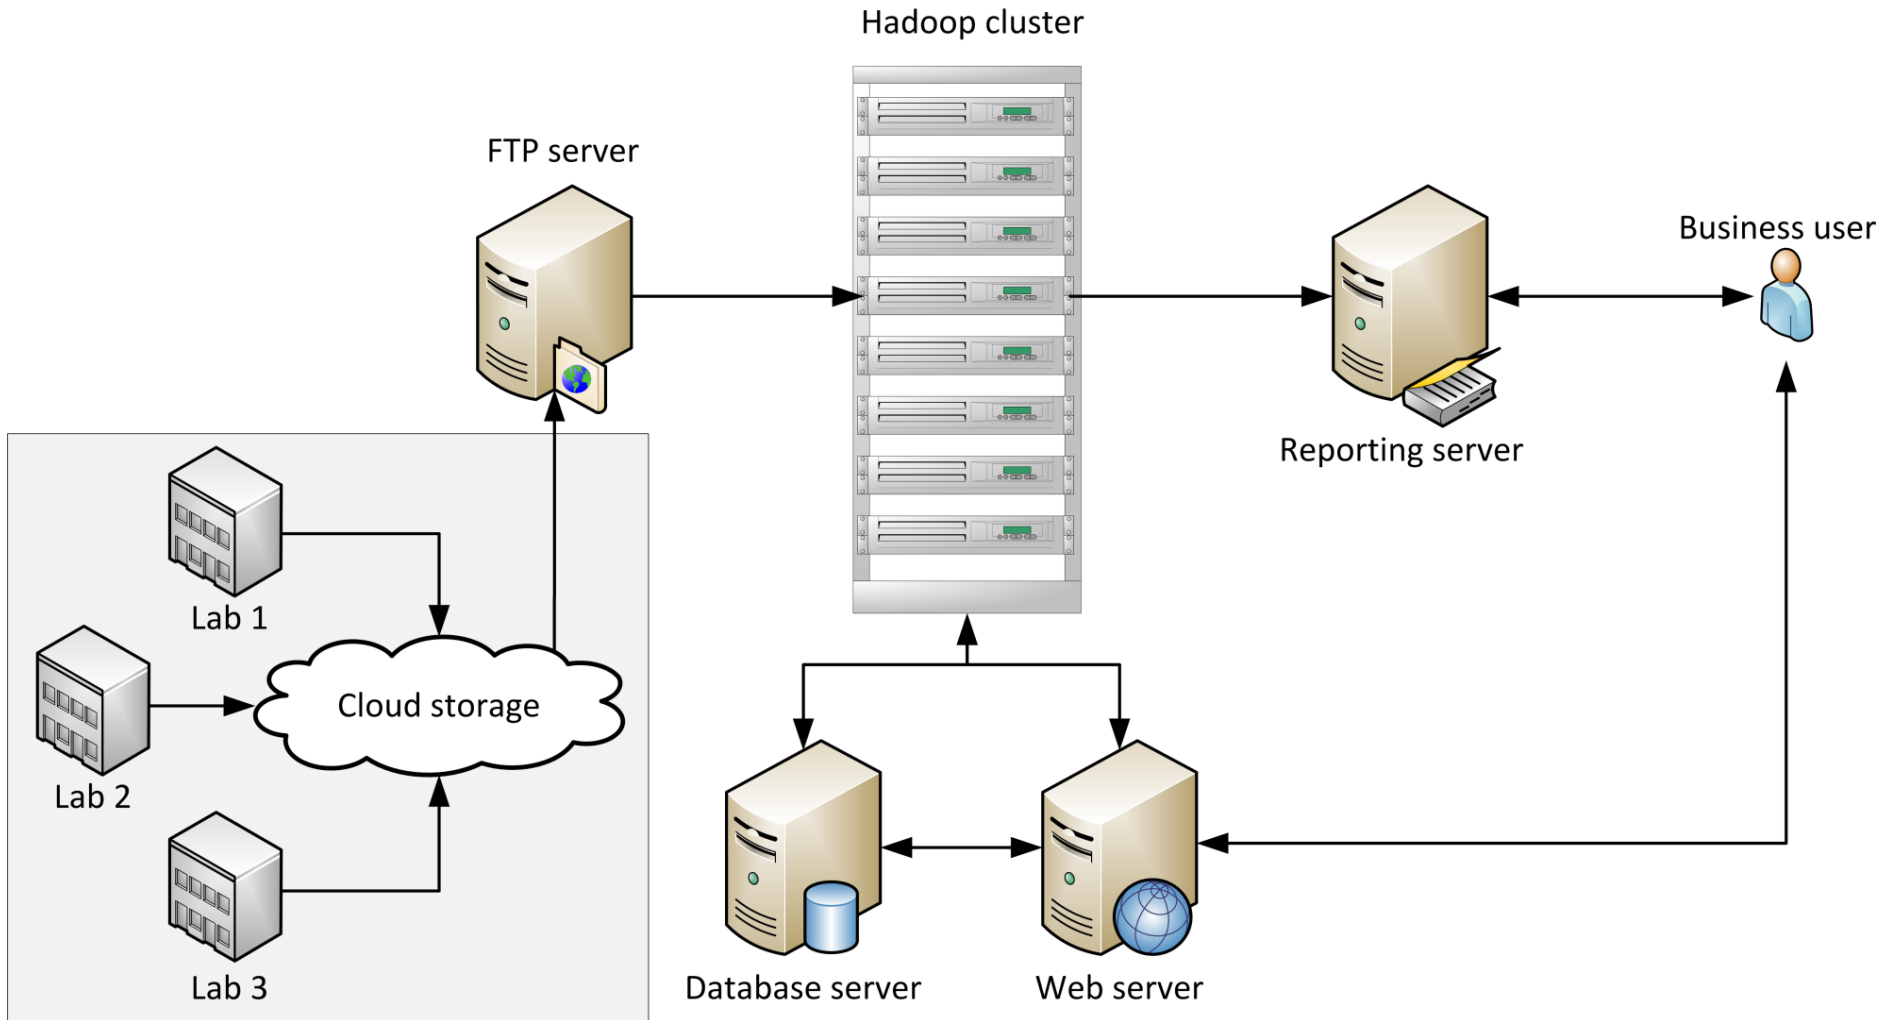 Hadoop cluster
FTP server
Business user
Reporting server
Lab 1
Cloud storage
Lab 2
Lab 3
Database server
Web server